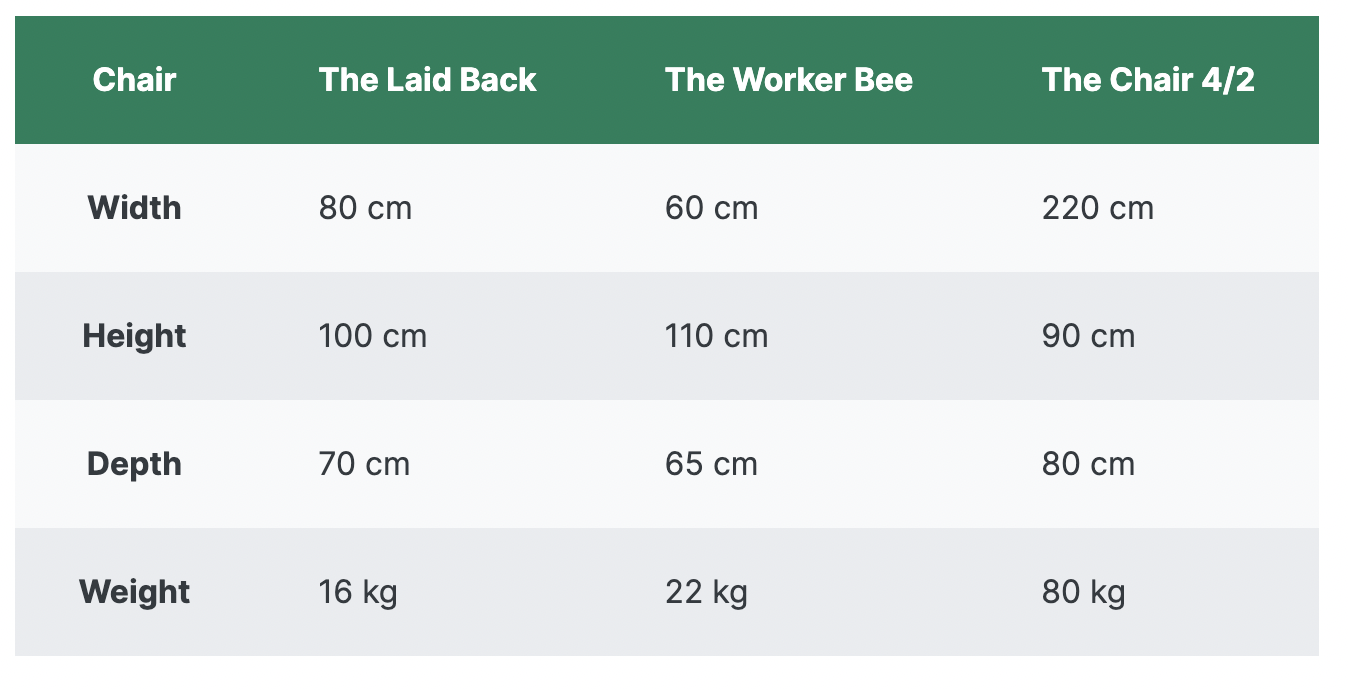 Chair The Laid Back The Worker Bee The Chair 4/2
Width 80 cm 60 cm 220 cm
Height 100 cm 110 cm 90 cm
Depth 70 cm 65 cm 80 cm
Weight 16 kg 22 kg 80 kg